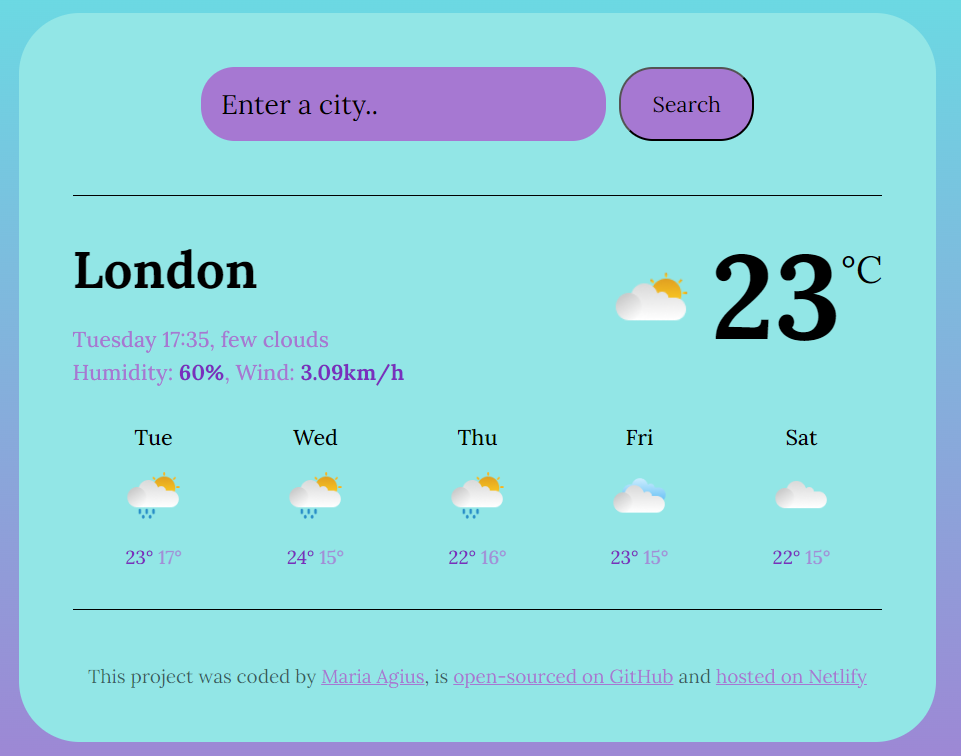 Enter a city..
Search
London
23 °C
Tuesday 17:35, few clouds
Humidity: 60%, Wind: 3.09km/h
Tue Wed Thu Fri Sat
23° 17° 24° 15° 22° 16° 23° 15° 22° 15°
This project was coded by Maria Agius, is open-sourced on GitHub and hosted on Netlify